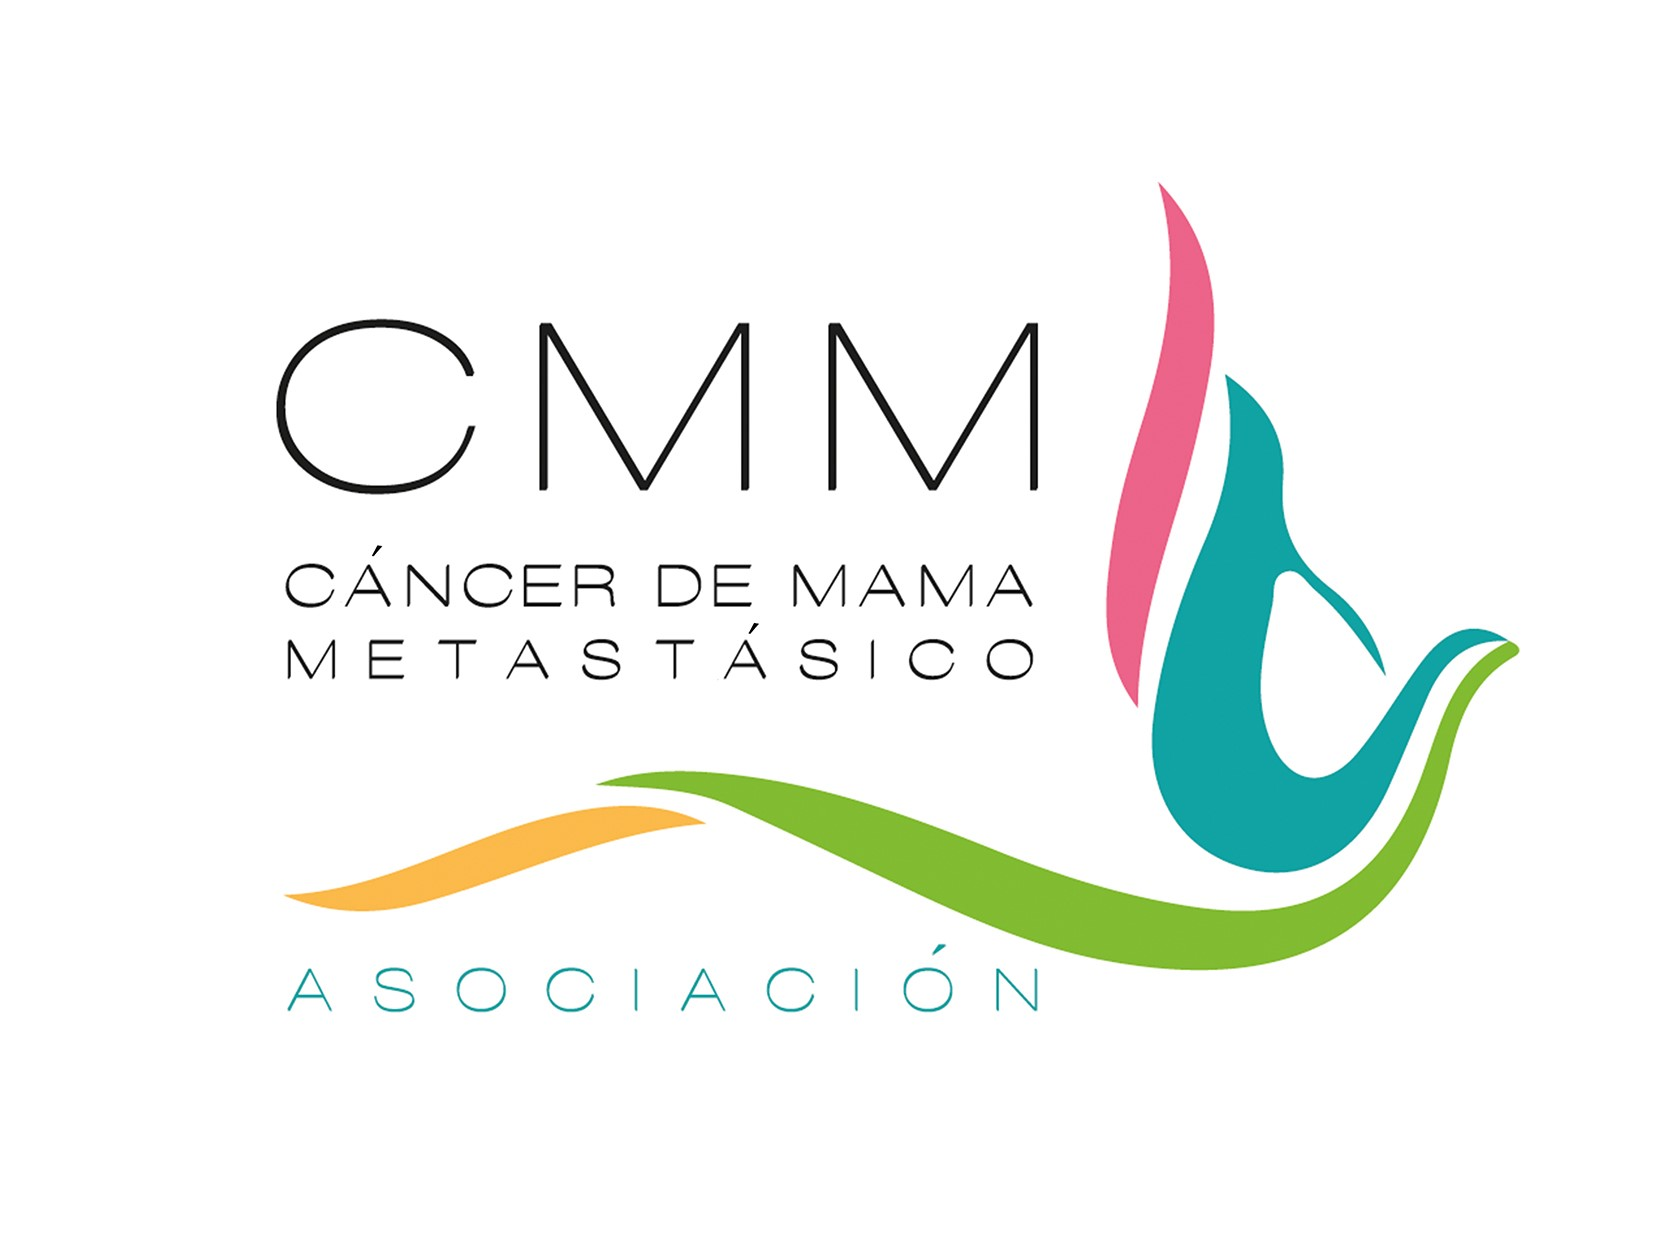 CMM
CÁNCER DE MAMA
METASTÁSICO
ASOCIACIÓN